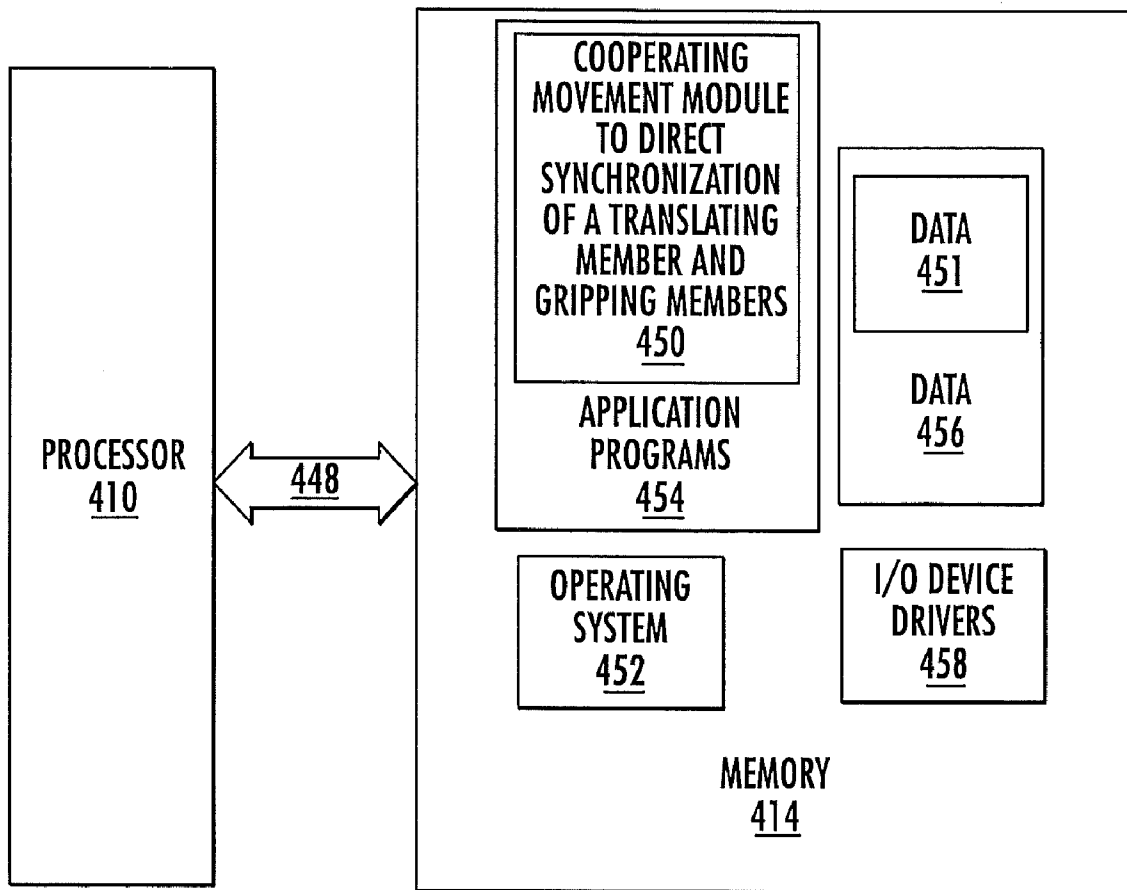 PROCESSOR
410
448
COOPERATING
MOVEMENT MODULE
TO DIRECT
SYNCHRONIZATION
OF A TRANSLATING
MEMBER AND
GRIPPING MEMBERS
450
APPLICATION
PROGRAMS
454
DATA
451
DATA
456
OPERATING
SYSTEM
452
I/O DEVICE
DRIVERS
458
MEMORY
414